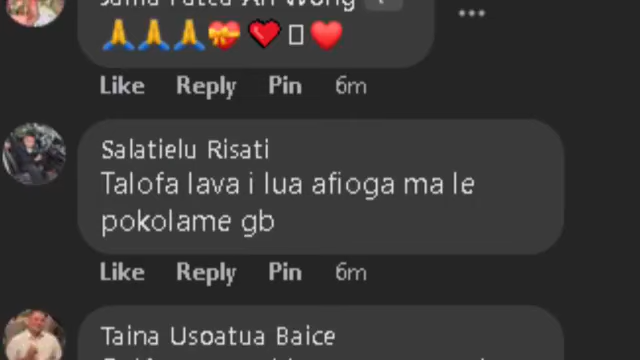 🙏🙏🙏💝❤️❤️
Like Reply Pin 6m
Salatielu Risati
Talofa lava i lua afioga ma le
pokolame gb
Like Reply Pin 6m
Taina Usoatua Baice